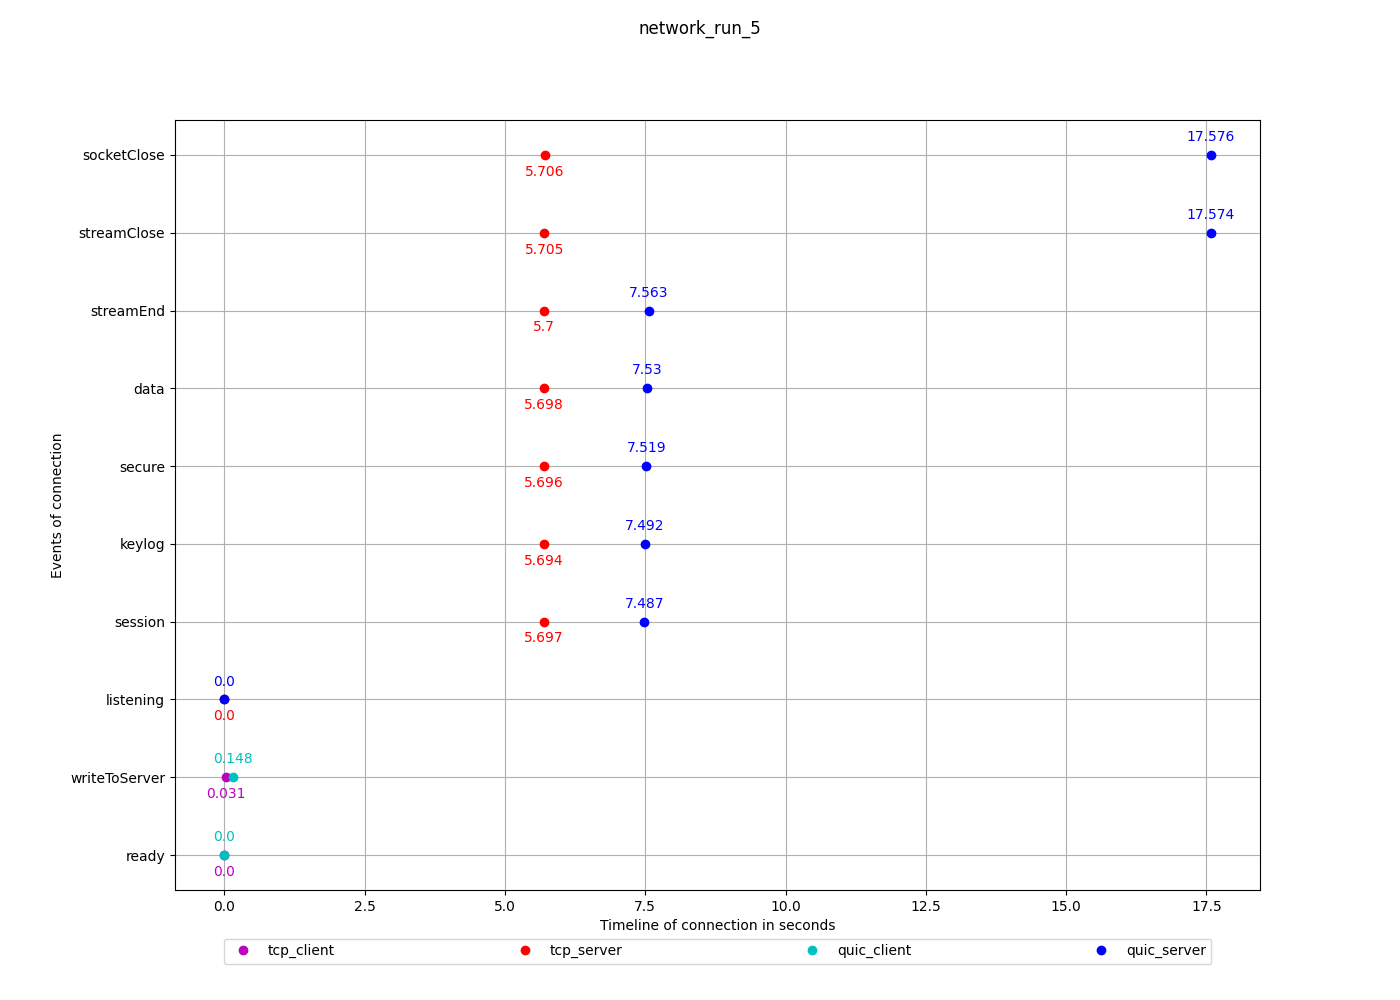 network_run_5
17.576
socketClose
5.706
17.574
streamClose
5.705
7.563
streamEnd
5.7
7.53
data
5.698
7.519
secure
5.696
Events of connection
7.492
keylog
5.694
7.487
session
5.697
0.0
listening
0.0
0.148
writeToServer
0.031
0.0
ready
0.0
0.0 2.5 5.0 7.5 10.0 12.5 15.0 17.5
Timeline of connection in seconds
tcp_client tcp_server quic_client quic_server